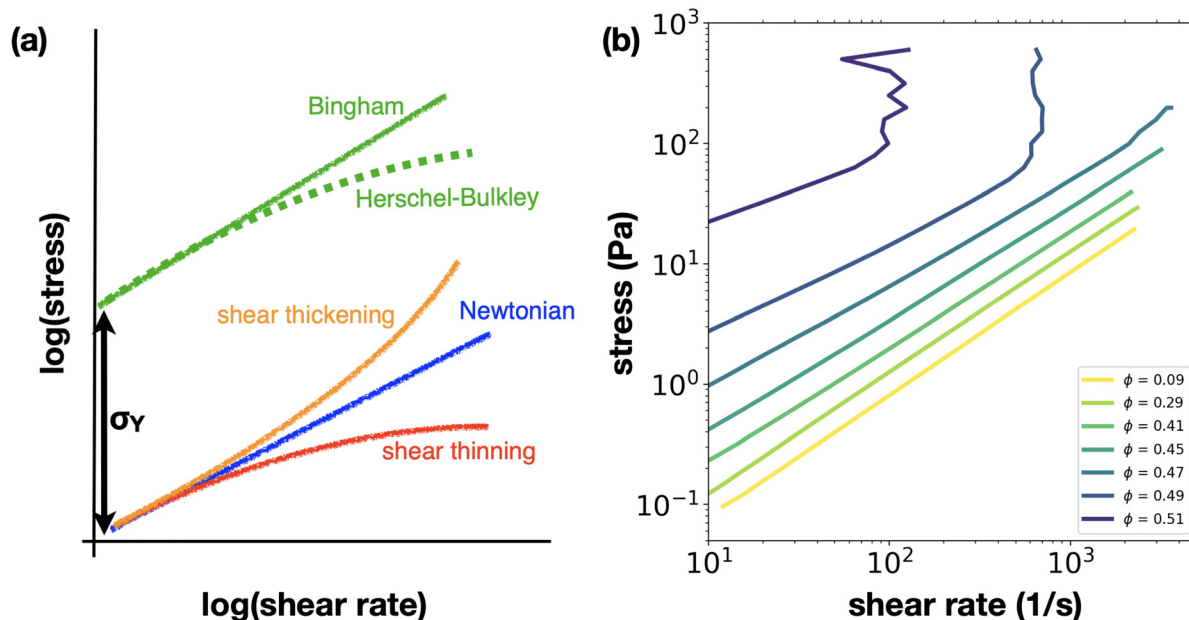 (a)
Bingham
Herschel-Bulkley
shear thickening
Newtonian
shear thinning
σY
log(stress)
log(shear rate)
(b)
10³
10²
10¹
10⁰
10⁻¹
stress (Pa)
ϕ = 0.09
ϕ = 0.29
ϕ = 0.41
ϕ = 0.45
ϕ = 0.47
ϕ = 0.49
ϕ = 0.51
10¹ 10² 10³
shear rate (1/s)